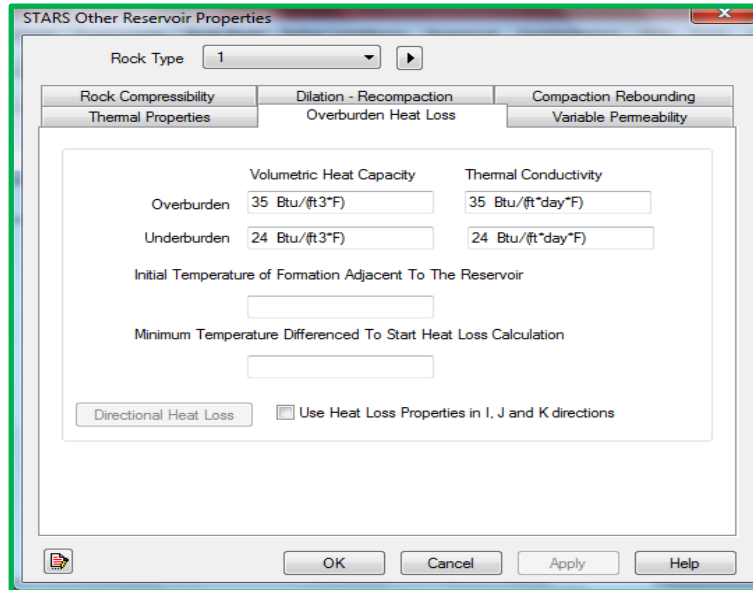 STARS Other Reservoir Properties
Rock Type 1
Rock Compressibility Dilation - Recompaction Compaction Rebounding
Thermal Properties Overburden Heat Loss Variable Permeability
Volumetric Heat Capacity Thermal Conductivity
Overburden 35 Btu/(ft3*F) 35 Btu/(ft*day*F)
Underburden 24 Btu/(ft3*F) 24 Btu/(ft*day*F)
Initial Temperature of Formation Adjacent To The Reservoir
Minimum Temperature Differenced To Start Heat Loss Calculation
Directional Heat Loss Use Heat Loss Properties in I, J and K directions
OK Cancel Apply Help